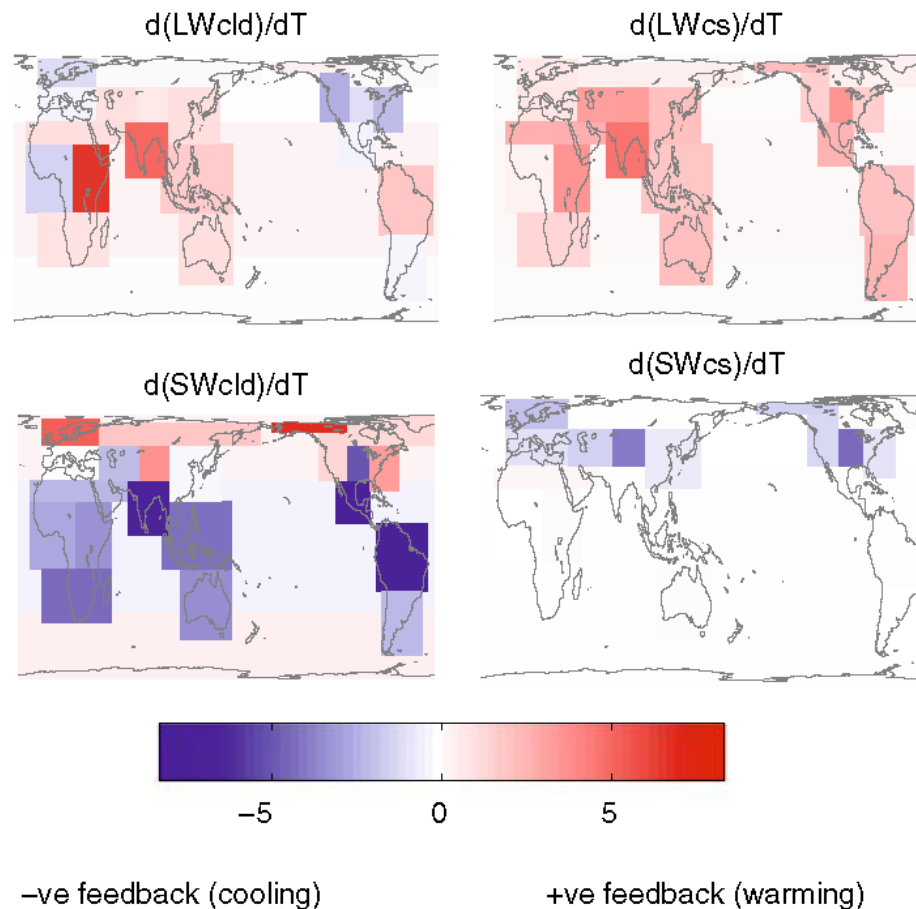 d(LWcld)/dT
d(LWcs)/dT
d(SWcld)/dT
d(SWcs)/dT
−5 0 5
−ve feedback (cooling) +ve feedback (warming)